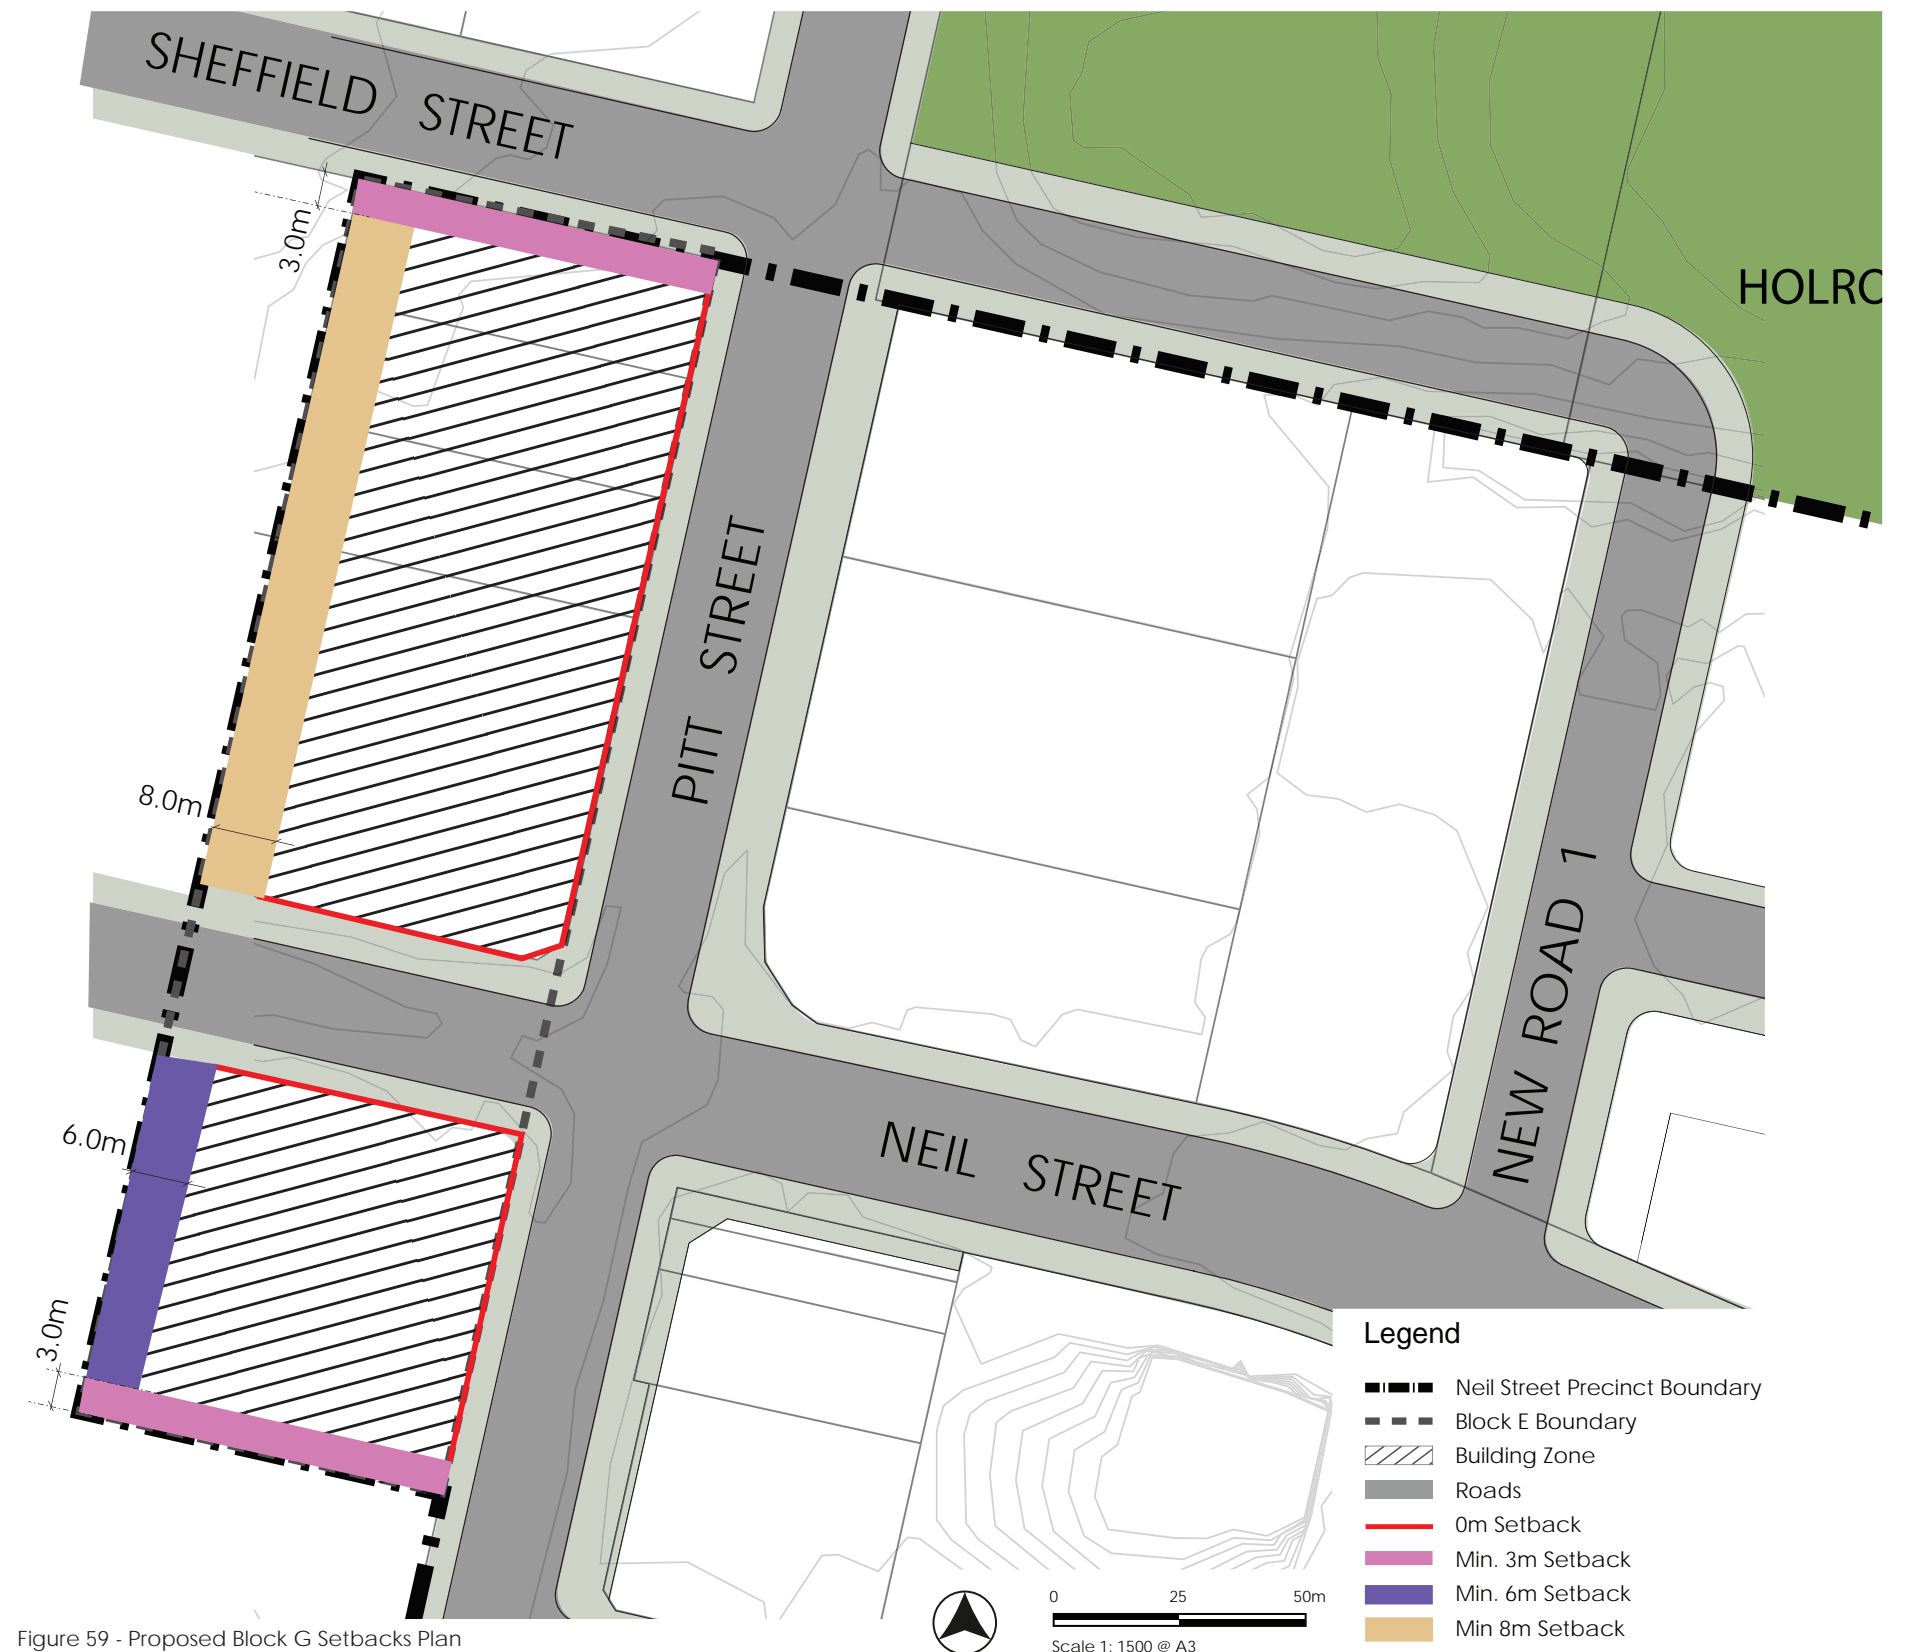 SHEFFIELD STREET
HOLRO
3.0m
PITT STREET
8.0m
NEW ROAD 1
6.0m
NEIL STREET
3.0m
Legend
Neil Street Precinct Boundary
Block E Boundary
Building Zone
Roads
0m Setback
Min. 3m Setback
Min. 6m Setback
Min 8m Setback
0 25 50m
Scale 1: 1500 @ A3
Figure 59 - Proposed Block G Setbacks Plan